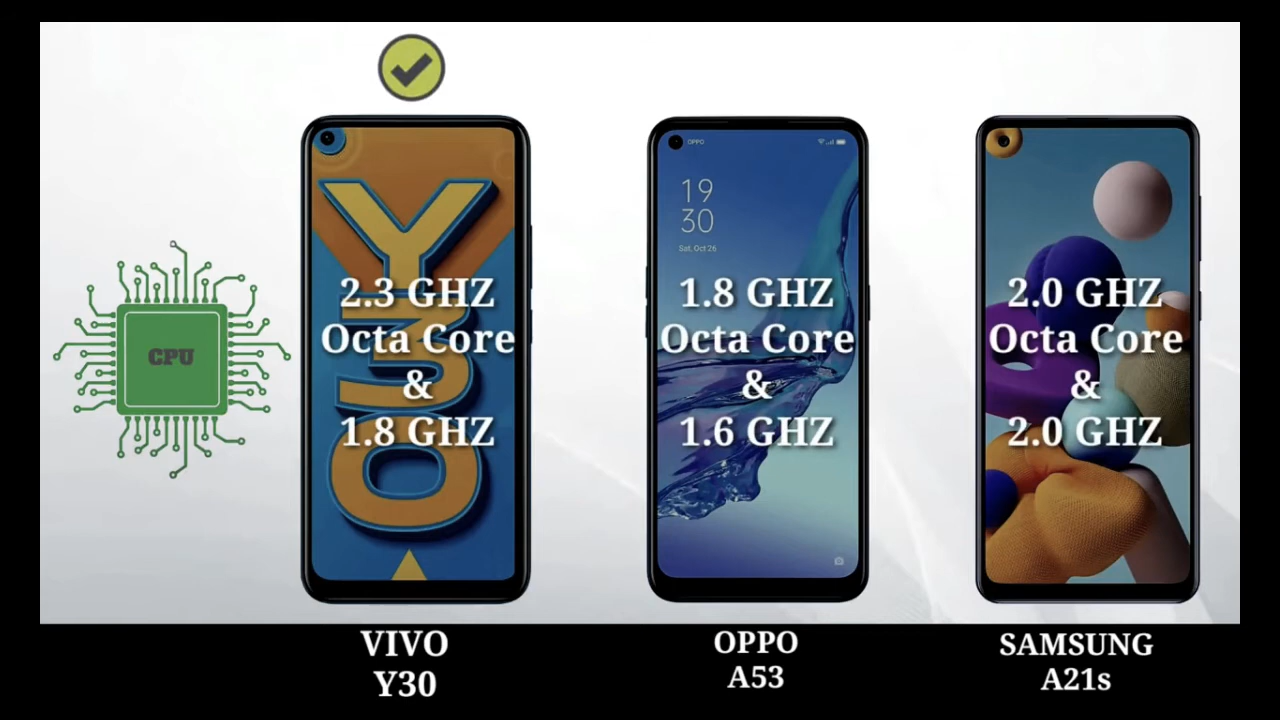 CPU
Y30
2.3 GHZ
Octa Core
&
1.8 GHZ
OPPO
19
30
Sat, Oct 26
1.8 GHZ
Octa Core
&
1.6 GHZ
2.0 GHZ
Octa Core
&
2.0 GHZ
VIVO
Y30
OPPO
A53
SAMSUNG
A21s